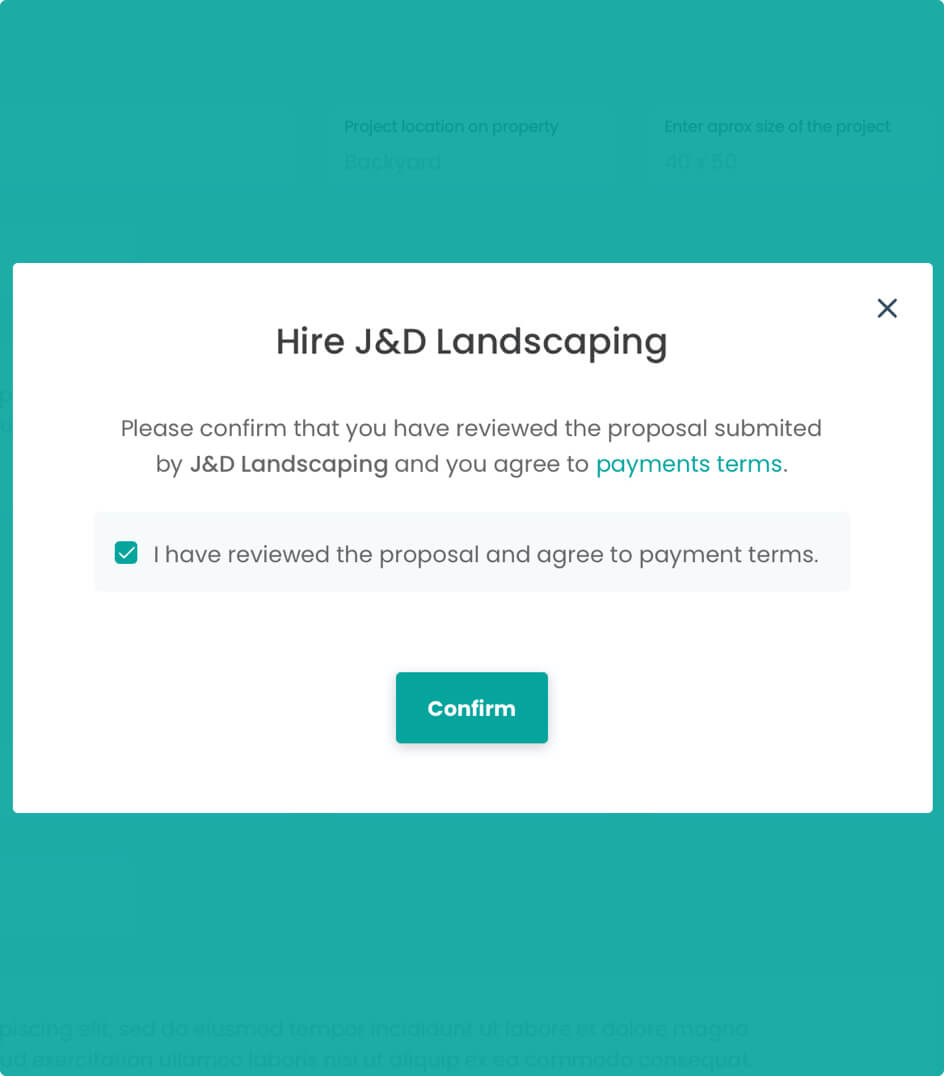 Project location on property
Enter aprox size of the project
Backyard
40 x 50
Hire J&D Landscaping
Please confirm that you have reviewed the proposal submited
by J&D Landscaping and you agree to payments terms.
I have reviewed the proposal and agree to payment terms.
Confirm
piscing elit, sed do eiusmod tempor incididunt ut labore et dolore magna
ud exercitation ullamco laboris nisi ut aliquip ex ea commodo consequat.